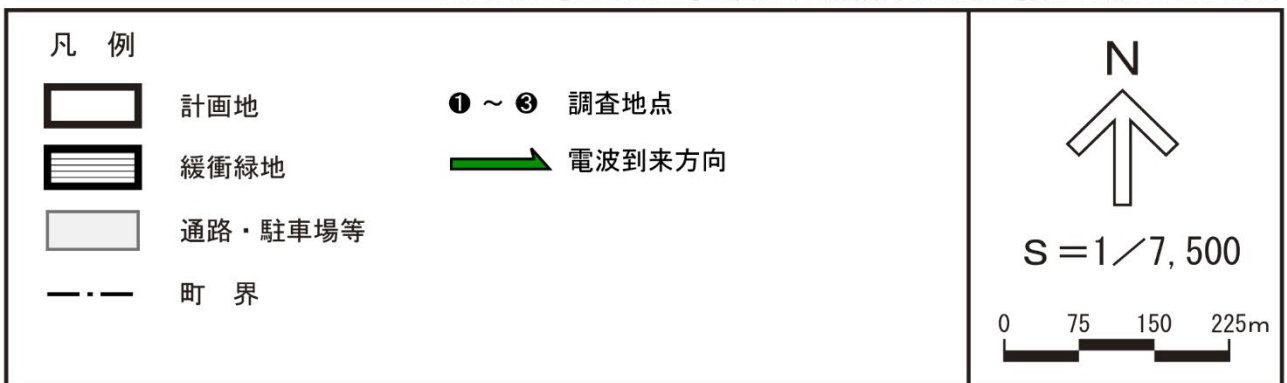 凡 例
計画地
緩衝緑地
通路・駐車場等
町 界
❶ ~ ❸ 調査地点
電波到来方向
N
S=1/7,500
0 75 150 225m